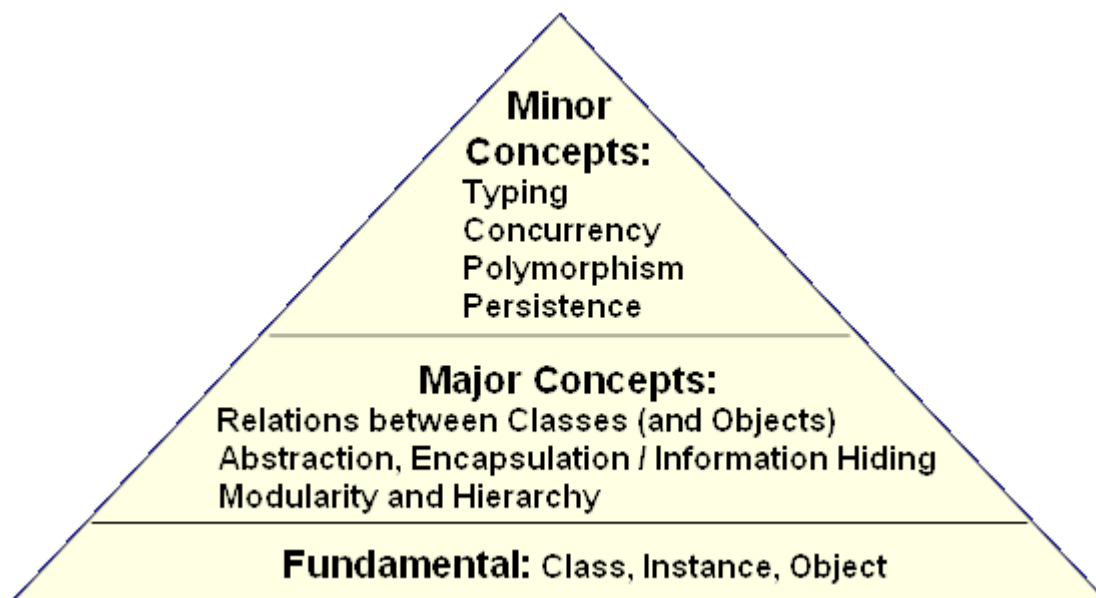 Minor
Concepts:
Typing
Concurrency
Polymorphism
Persistence
Major Concepts:
Relations between Classes (and Objects)
Abstraction, Encapsulation / Information Hiding
Modularity and Hierarchy
Fundamental: Class, Instance, Object